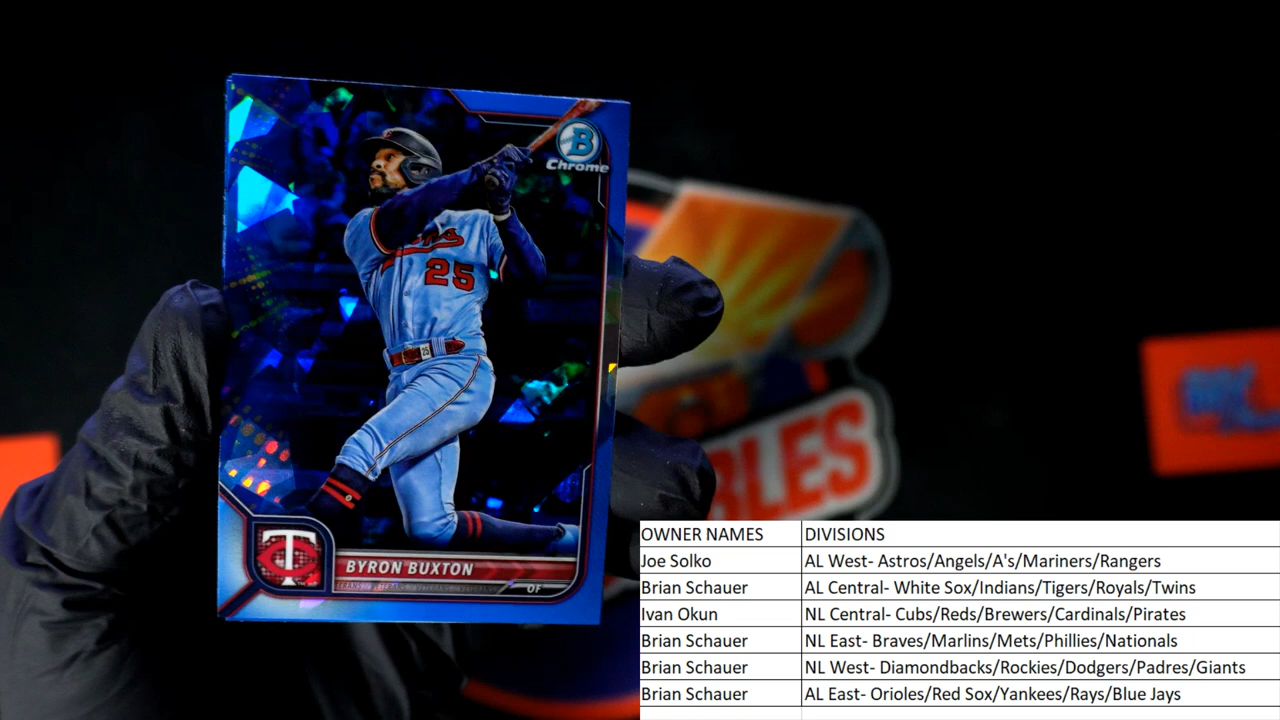 B
Chrome
25
BYRON BUXTON
OF
BLES
OWNER NAMES DIVISIONS
Joe Solko AL West- Astros/Angels/A's/Mariners/Rangers
Brian Schauer AL Central- White Sox/Indians/Tigers/Royals/Twins
Ivan Okun NL Central- Cubs/Reds/Brewers/Cardinals/Pirates
Brian Schauer NL East- Braves/Marlins/Mets/Phillies/Nationals
Brian Schauer NL West- Diamondbacks/Rockies/Dodgers/Padres/Giants
Brian Schauer AL East- Orioles/Red Sox/Yankees/Rays/Blue Jays